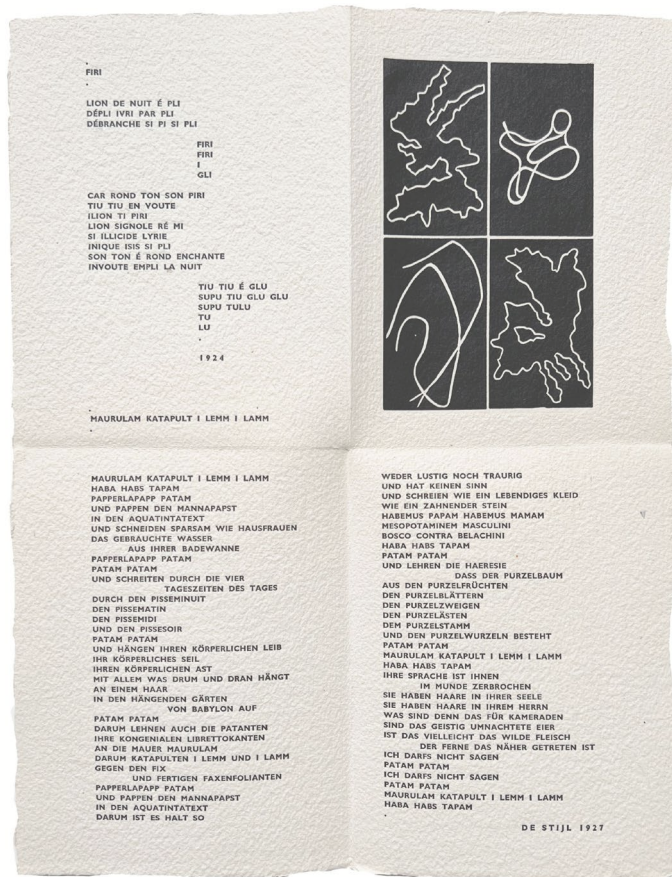 FIRI
LION DE NUIT É PLI
DÉPLI IVRI PAR PLI
DÉBRANCHE SI PI SI PLI
FIRI
FIRI
I
GLI
CAR ROND TON SON PIRI
TIU TIU EN VOUTE
ILION TI PIRI
LION SIGNOLE RÉ MI
SI ILLICIDE LYRIE
INIQUE ISIS SI PLI
SON TON É ROND ENCHANTE
INVOUTE EMPLI LA NUIT
TIU TIU É GLU
SUPU TIU GLU GLU
SUPU TULU
TU
LU
1924
MAURULAM KATAPULT I LEMM I LAMM
MAURULAM KATAPULT I LEMM I LAMM
HABA HABS TAPAM
PAPPERLAPAPP PATAM
UND PAPPEN DEN MANNAPAPST
IN DEN AQUATINTATEXT
UND SCHNEIDEN SPARSAM WIE HAUSFRAUEN
DAS GEBRAUCHTE WASSER
AUS IHRER BADEWANNE
PAPPERLAPAPP PATAM
PATAM PATAM
UND SCHREITEN DURCH DIE VIER
TAGESZEITEN DES TAGES
DURCH DEN PISSEMINUIT
DEN PISSEMATIN
DEN PISSEMIDI
UND DEN PISSESOIR
PATAM PATAM
UND HÄNGEN IHREN KÖRPERLICHEN LEIB
IHR KÖRPERLICHES SEIL
IHREN KÖRPERLICHEN AST
MIT ALLEM WAS DRUM UND DRAN HÄNGT
AN EINEM HAAR
IN DEN HÄNGENDEN GÄRTEN
VON BABYLON AUF
PATAM PATAM
DARUM LEHNEN AUCH DIE PATANTEN
IHRE KONGENIALEN LIBRETTOKANTEN
AN DIE MAUER MAURULAM
DARUM KATAPULTEN I LEMM UND I LAMM
GEGEN DEN FIX
UND FERTIGEN FAXENFOLIANTEN
PAPPERLAPAPP PATAM
UND PAPPEN DEN MANNAPAPST
IN DEN AQUATINTATEXT
DARUM IST ES HALT SO
WEDER LUSTIG NOCH TRAURIG
UND HAT KEINEN SINN
UND SCHREIEN WIE EIN LEBENDIGES KLEID
WIE EIN ZAHNENDER STEIN
HABEMUS PAPAM HABEMUS MAMAM
MESOPOTAMINEM MASCULINI
BOSCO CONTRA BELACHINI
HABA HABS TAPAM
PATAM PATAM
UND LEHREN DIE HAERESIE
DASS DER PURZELBAUM
AUS DEN PURZELFRÜCHTEN
DEN PURZELBLÄTTERN
DEN PURZELZWEIGEN
DEN PURZELÄSTEN
DEM PURZELSTAMM
UND DEN PURZELWURZELN BESTEHT
PATAM PATAM
MAURULAM KATAPULT I LEMM I LAMM
HABA HABS TAPAM
IHRE SPRACHE IST IHNEN
IM MUNDE ZERBROCHEN
SIE HABEN HAARE IN IHRER SEELE
SIE HABEN HAARE IN IHREM HERRN
WAS SIND DENN DAS FÜR KAMERADEN
SIND DAS GEISTIG UMNACHTETE EIER
IST DAS VIELLEICHT DAS WILDE FLEISCH
DER FERNE DAS NÄHER GETRETEN IST
ICH DARFS NICHT SAGEN
PATAM PATAM
ICH DARFS NICHT SAGEN
PATAM PATAM
MAURULAM KATAPULT I LEMM I LAMM
HABA HABS TAPAM
DE STIJL 1927